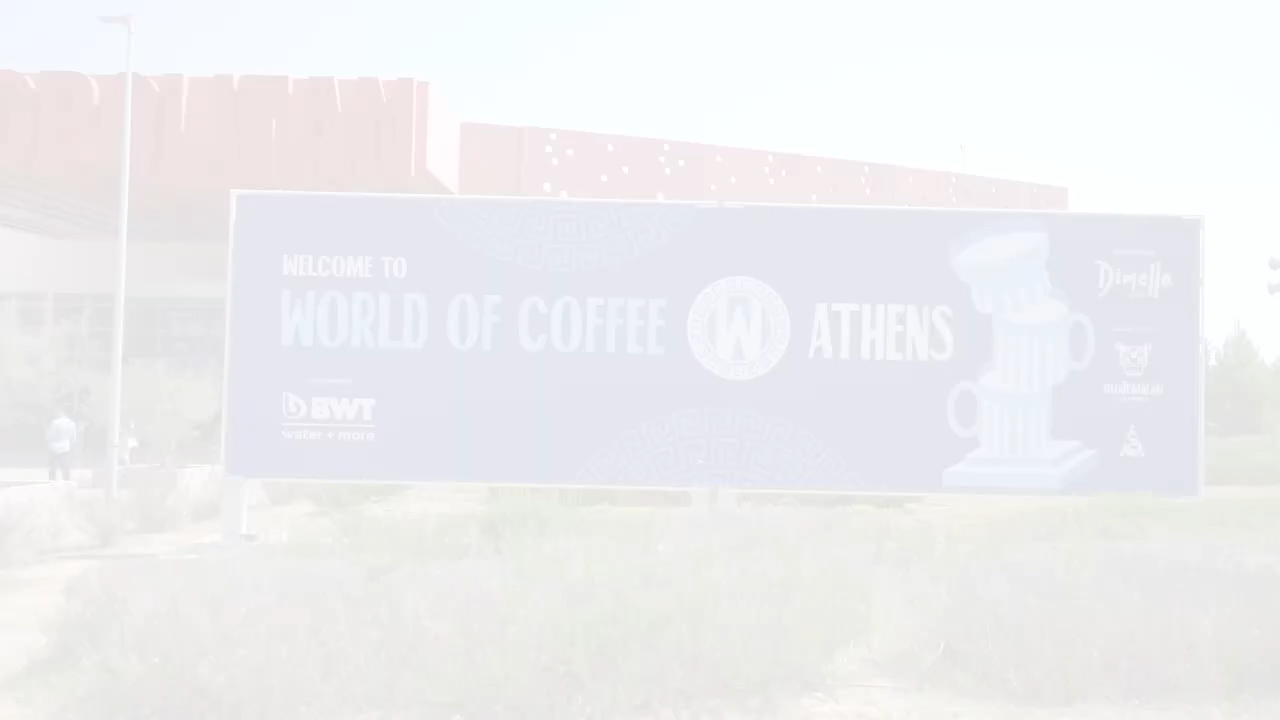 WELCOME TO
WORLD OF COFFEE W ATHENS
BWT
water + more
Dimello